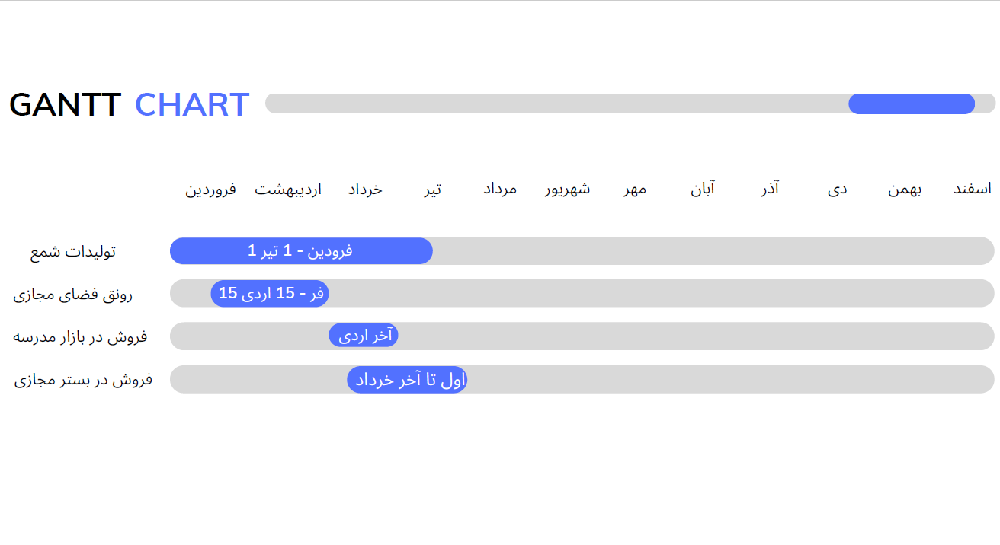 GANTT CHART
فروردین اردیبهشت خرداد تیر مرداد شهریور مهر آبان آذر دی بهمن اسفند
تولیدات شمع
1 فرودین - 1 تیر
رونق فضای مجازی
15 فر - 15 اردی
فروش در بازار مدرسه
آخر اردی
فروش در بستر مجازی
اول تا آخر خرداد